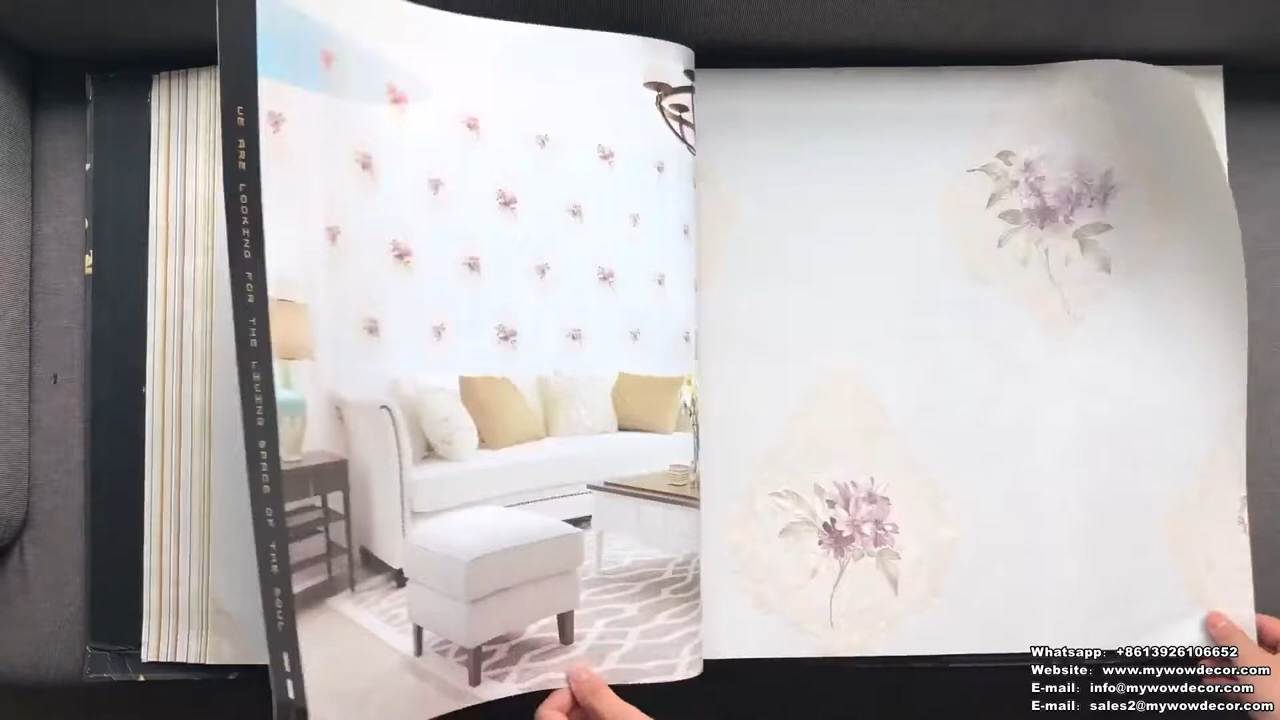 WE ARE LOOKING FOR THE LIVING SPACE OF THE SOUL
Whatsapp: +8613926106652
Website: www.mywowdecor.com
E-mail: info@mywowdecor.com
E-mail: sales2@mywowdecor.com